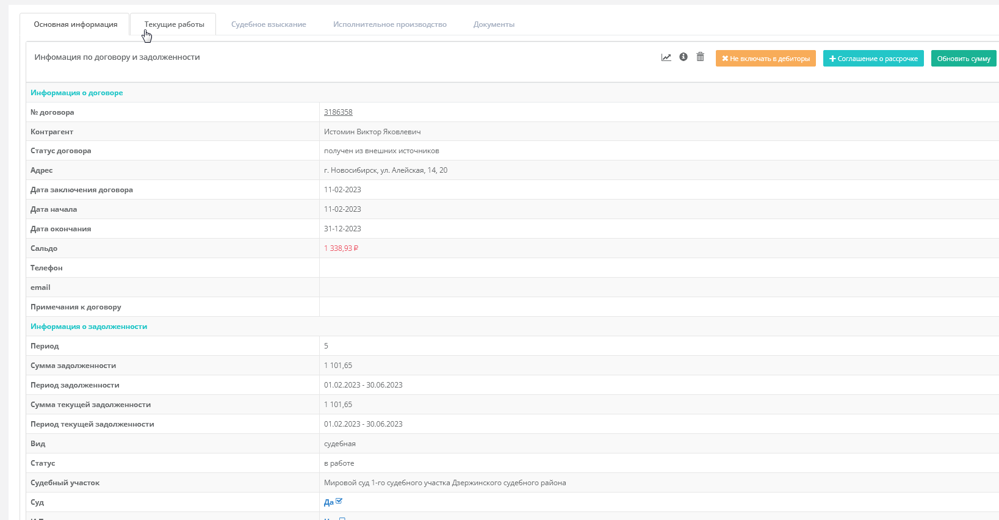 Основная информация Текущие работы Судебное взыскание Исполнительное производство Документы
Инфомация по договору и задолженности Не включать в дебиторы Соглашение о рассрочке Обновить сумму
Информация о договоре
№ договора 3186358
Контрагент Истомин Виктор Яковлевич
Статус договора получен из внешних источников
Адрес г. Новосибирск, ул. Алейская, 14, 20
Дата заключения договора 11-02-2023
Дата начала 11-02-2023
Дата окончания 31-12-2023
Сальдо 1 338,93 ₽
Телефон
email
Примечания к договору
Информация о задолженности
Период 5
Сумма задолженности 1 101,65
Период задолженности 01.02.2023 - 30.06.2023
Сумма текущей задолженности 1 101,65
Период текущей задолженности 01.02.2023 - 30.06.2023
Вид судебная
Статус в работе
Судебный участок Мировой суд 1-го судебного участка Дзержинского судебного района
Суд Да